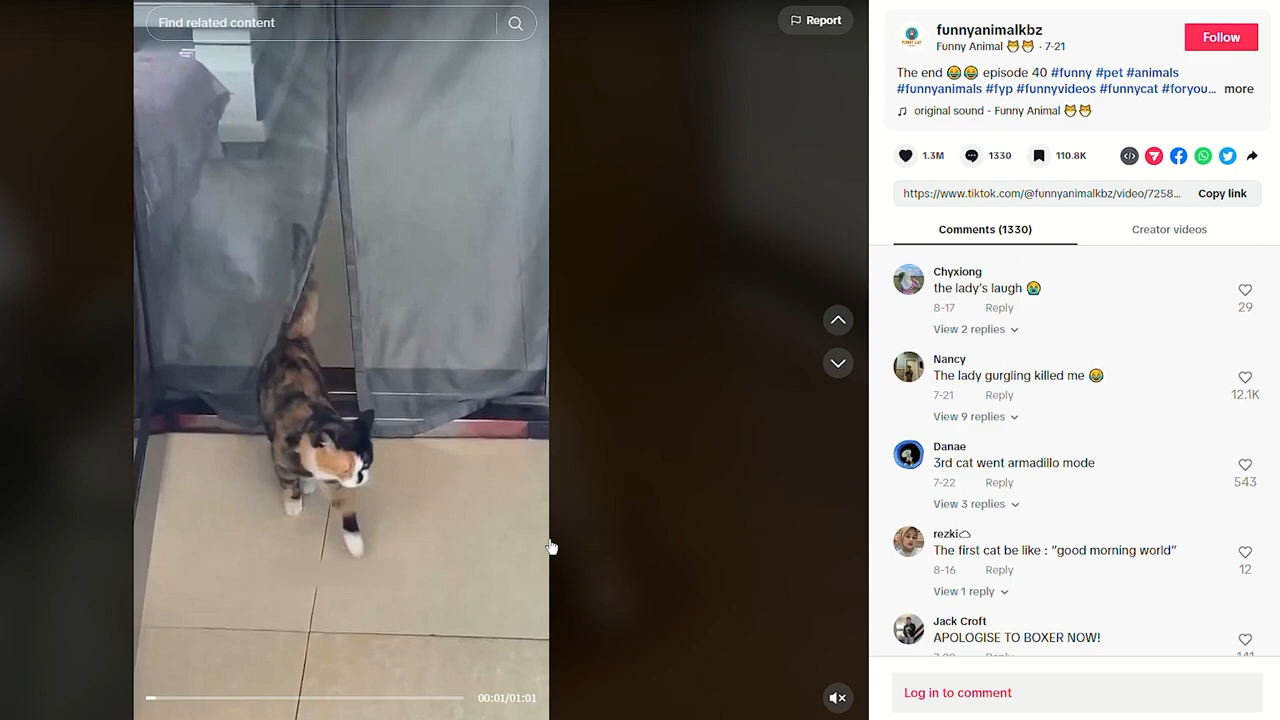 Find related content
Report
funnyanimalkbz
Funny Animal 😼😼 · 7-21
Follow
The end 😂😂 episode 40 #funny #pet #animals
#funnyanimals #fyp #funnyvideos #funnycat #foryou... more
original sound - Funny Animal 😼😼
1.3M
1330
110.8K
https://www.tiktok.com/@funnyanimalkbz/video/7258...
Copy link
Comments (1330)
Creator videos
Chyxiong
the lady's laugh 😭
8-17 Reply
29
View 2 replies
Nancy
The lady gurgling killed me 😂
7-21 Reply
12.1K
View 9 replies
Danae
3rd cat went armadillo mode
7-22 Reply
543
View 3 replies
rezki
The first cat be like : “good morning world”
8-16 Reply
12
View 1 reply
Jack Croft
APOLOGISE TO BOXER NOW!
Reply
00:01/01:01
Log in to comment